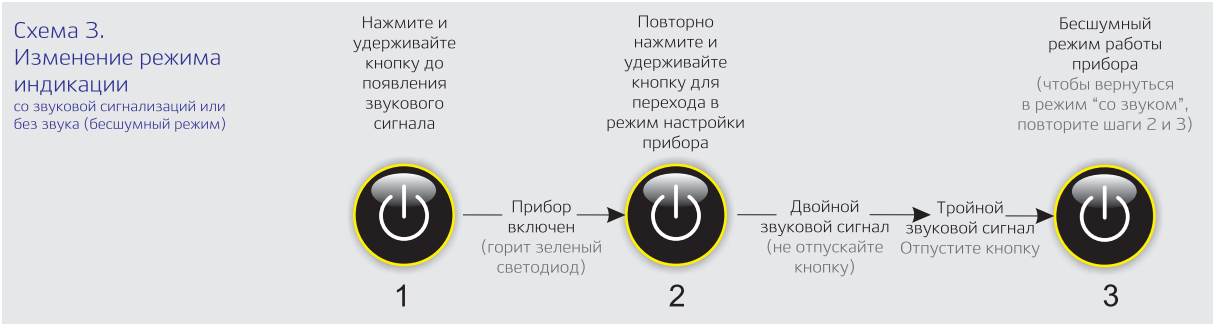 Схема 3.
Изменение режима
индикации
со звуковой сигнализаций или
без звука (бесшумный режим)
Нажмите и
удерживайте
кнопку до
появления
звукового
сигнала
1
Прибор
включен
(горит зеленый
светодиод)
Повторно
нажмите и
удерживайте
кнопку для
перехода в
режим настройки
прибора
2
Двойной
звуковой сигнал
(не отпускайте
кнопку)
Тройной
звуковой сигнал
Отпустите кнопку
Бесшумный
режим работы
прибора
(чтобы вернуться
в режим “со звуком”,
повторите шаги 2 и 3)
3